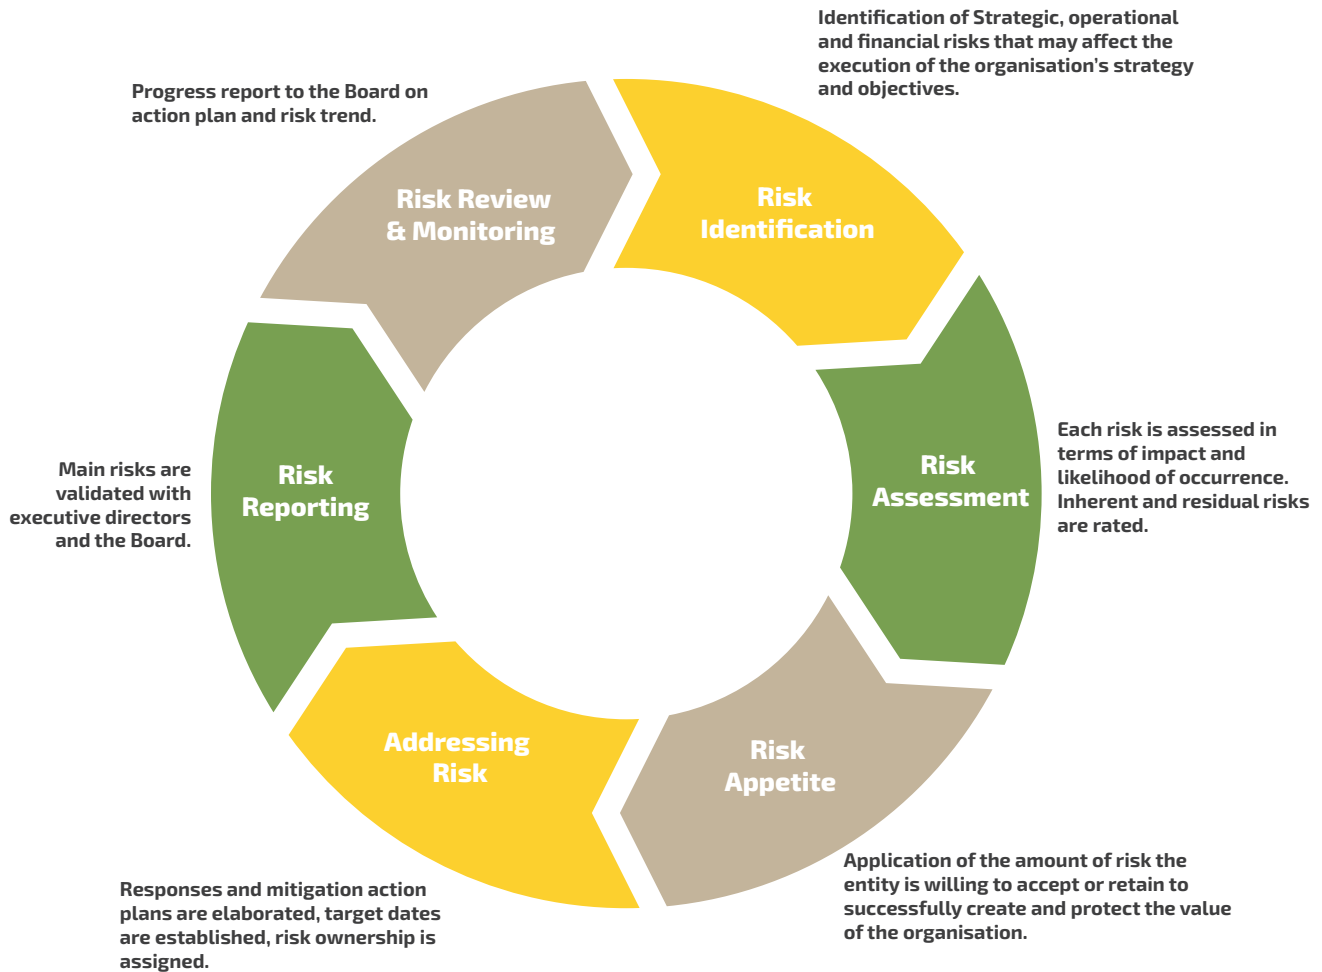 Identification of Strategic, operational
and financial risks that may affect the
execution of the organisation’s strategy
and objectives.
Progress report to the Board on
action plan and risk trend.
Risk Review
& Monitoring
Risk
Identification
Each risk is assessed in
terms of impact and
likelihood of occurrence.
Inherent and residual risks
are rated.
Risk
Assessment
Main risks are
validated with
executive directors
and the Board.
Risk
Reporting
Addressing
Risk
Risk
Appetite
Application of the amount of risk the
entity is willing to accept or retain to
successfully create and protect the value
of the organisation.
Responses and mitigation action
plans are elaborated, target dates
are established, risk ownership is
assigned.